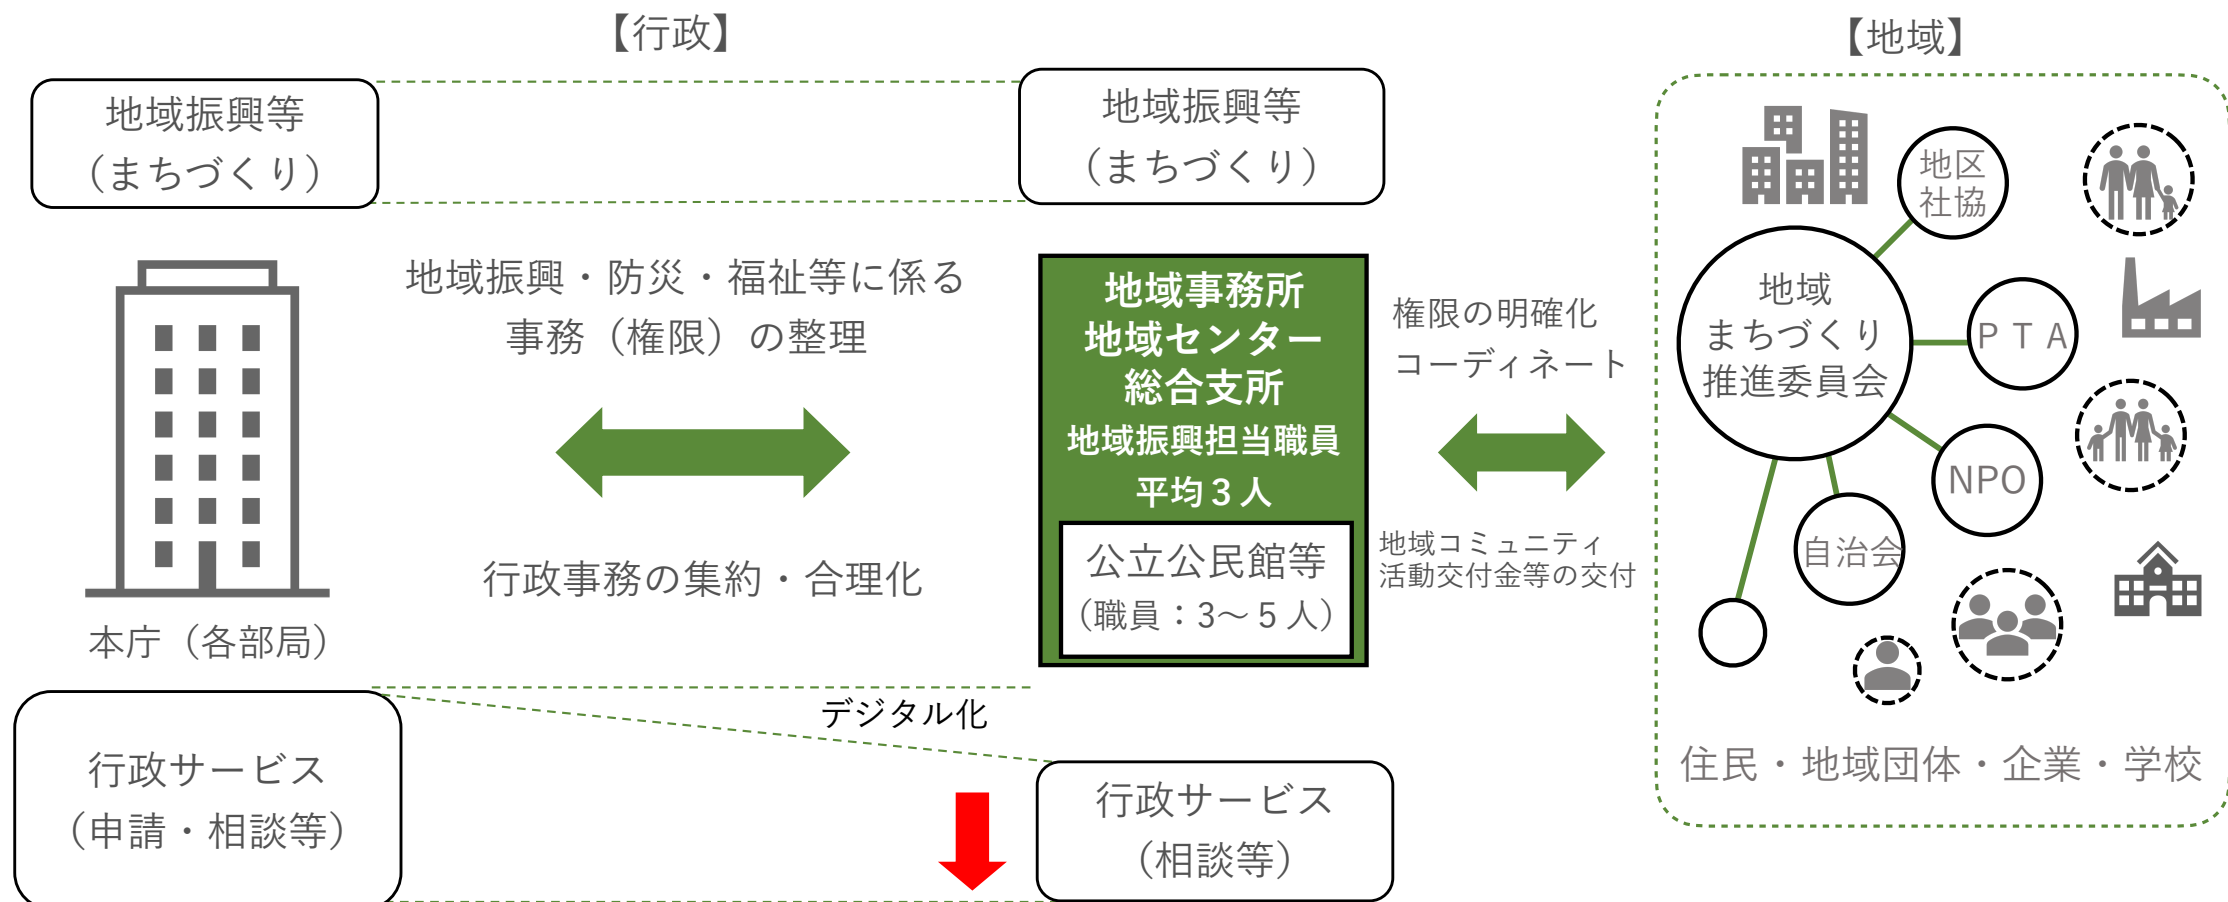 【行政】
地域振興等
（まちづくり）
地域振興等
（まちづくり）
地域振興・防災・福祉等に係る
事務（権限）の整理
行政事務の集約・合理化
本庁（各部局）
地域事務所
地域センター
総合支所
地域振興担当職員
平均３人
公立公民館等
（職員：3～５人）
権限の明確化
コーディネート
地域コミュニティ
活動交付金等の交付
デジタル化
行政サービス
（申請・相談等）
行政サービス
（相談等）
【地域】
地区
社協
地域
まちづくり
推進委員会
ＰＴＡ
NPO
自治会
住民・地域団体・企業・学校